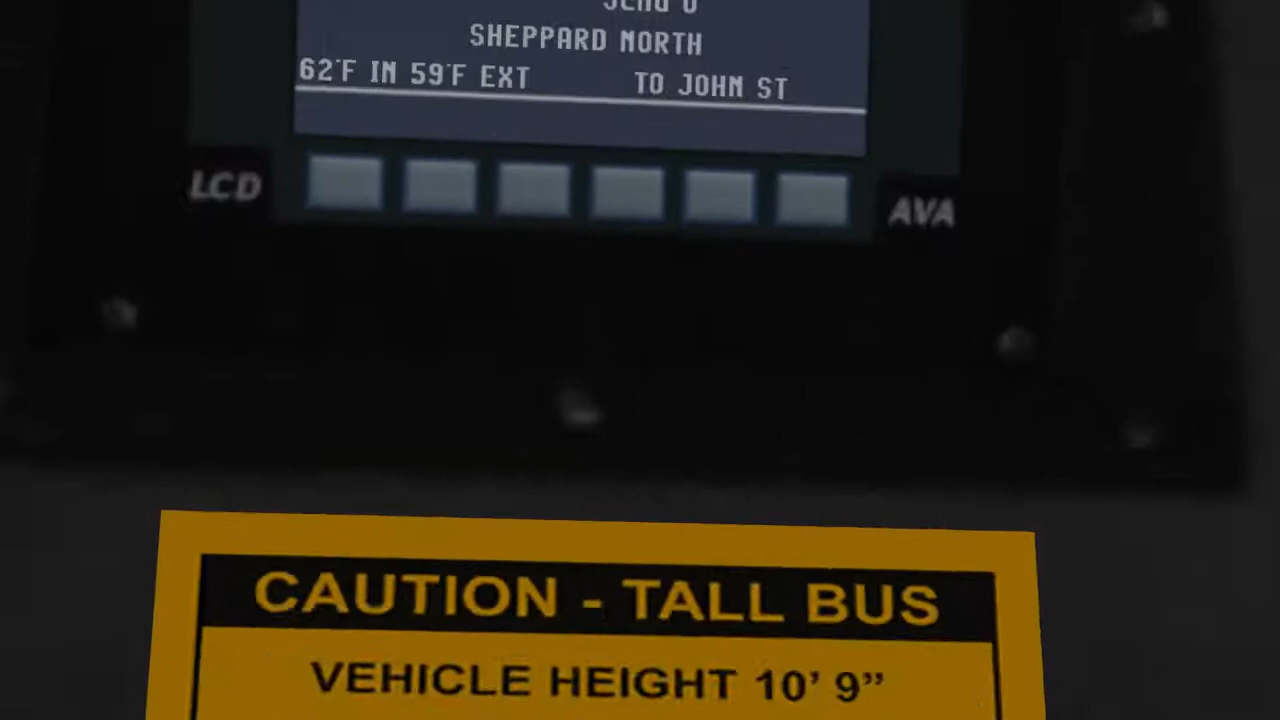 SHEPPARD NORTH
62°F IN 59°F EXT TO JOHN ST
LCD
AVA
CAUTION - TALL BUS
VEHICLE HEIGHT 10' 9”